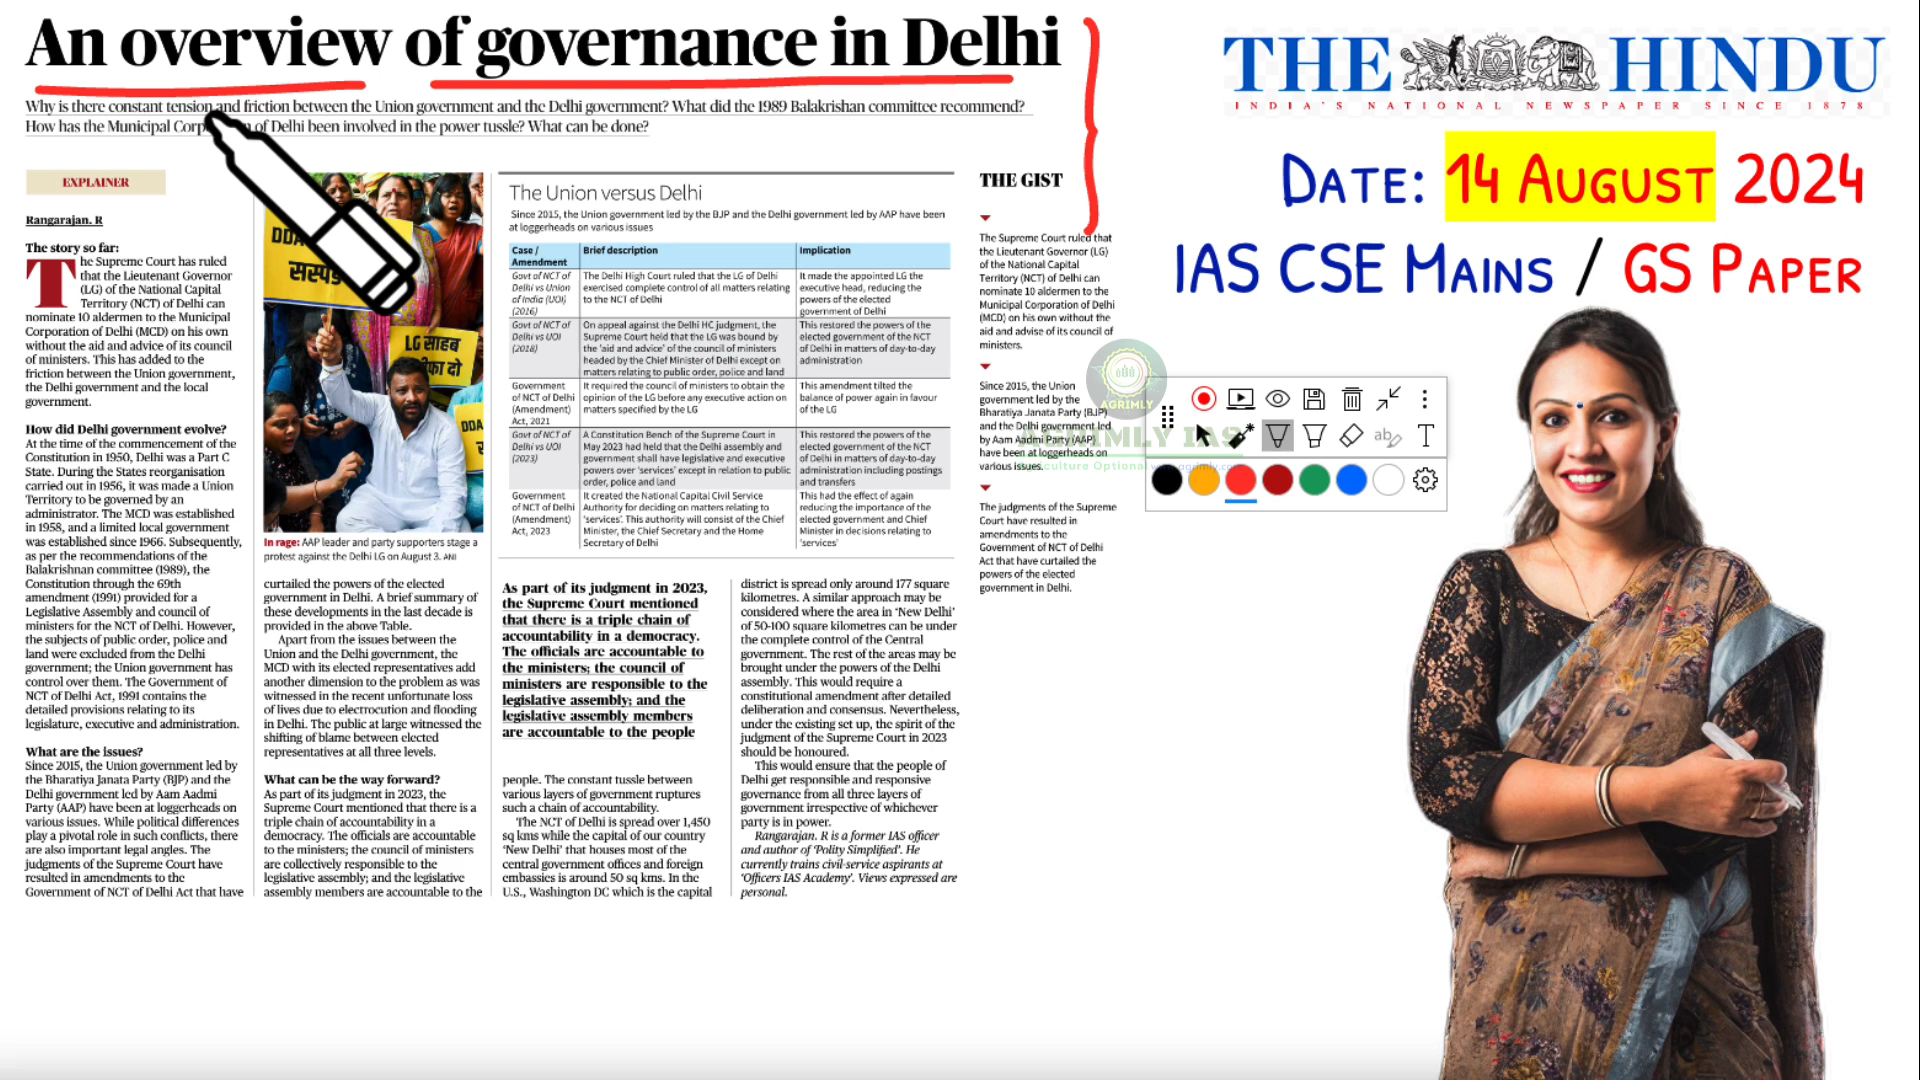 An overview of governance in Delhi
Why is there constant tension and friction between the Union government and the Delhi government? What did the 1989 Balakrishan committee recommend?
How has the Municipal Corp of Delhi been involved in the power tussle? What can be done?
EXPLAINER
Rangarajan. R
The story so far:
The Supreme Court has ruled
that the Lieutenant Governor
(LG) of the National Capital
Territory (NCT) of Delhi can
nominate 10 aldermen to the Municipal
Corporation of Delhi (MCD) on his own
without the aid and advice of its council
of ministers. This has added to the
friction between the Union government,
the Delhi government and the local
government.
How did Delhi government evolve?
At the time of the commencement of the
Constitution in 1950, Delhi was a Part C
State. During the States reorganisation
carried out in 1956, it was made a Union
Territory to be governed by an
administrator. The MCD was established
in 1958, and a limited local government
was established since 1966. Subsequently,
as per the recommendations of the
Balakrishnan committee (1989), the
Constitution through the 69th
amendment (1991) provided for a
Legislative Assembly and council of
ministers for the NCT of Delhi. However,
the subjects of public order, police and
land were excluded from the Delhi
government; the Union government has
control over them. The Government of
NCT of Delhi Act, 1991 contains the
detailed provisions relating to its
legislature, executive and administration.
What are the issues?
Since 2015, the Union government led by
the Bharatiya Janata Party (BJP) and the
Delhi government led by Aam Aadmi
Party (AAP) have been at loggerheads on
various issues. While political differences
play a pivotal role in such conflicts, there
are also important legal angles. The
judgments of the Supreme Court have
resulted in amendments to the
Government of NCT of Delhi Act that have
DDA
LG साहब
DDA
In rage: AAP leader and party supporters stage a
protest against the Delhi LG on August 3. ANI
curtailed the powers of the elected
government in Delhi. A brief summary of
these developments in the last decade is
provided in the above Table.
Apart from the issues between the
Union and the Delhi government, the
MCD with its elected representatives add
another dimension to the problem as was
witnessed in the recent unfortunate loss
of lives due to electrocution and flooding
in Delhi. The public at large witnessed the
shifting of blame between elected
representatives at all three levels.
What can be the way forward?
As part of its judgment in 2023, the
Supreme Court mentioned that there is a
triple chain of accountability in a
democracy. The officials are accountable
to the ministers; the council of ministers
are collectively responsible to the
legislative assembly; and the legislative
assembly members are accountable to the
The Union versus Delhi
Since 2015, the Union government led by the BJP and the Delhi government led by AAP have been
at loggerheads on various issues
Case / Amendment
Brief description
Implication
Govt of NCT of
Delhi vs Union
of India (UOI)
(2016)
The Delhi High Court ruled that the LG of Delhi
exercised complete control of all matters relating
to the NCT of Delhi
It made the appointed LG the
executive head, reducing the
powers of the elected
government of Delhi
Govt of NCT of
Delhi vs UOI
(2018)
On appeal against the Delhi HC judgment, the
Supreme Court held that the LG was bound by
the 'aid and advice' of the council of ministers
headed by the Chief Minister of Delhi except on
matters relating to public order, police and land
This restored the powers of the
elected government of the NCT
of Delhi in matters of day-to-day
administration
Government
of NCT of Delhi
(Amendment)
Act, 2021
It required the council of ministers to obtain the
opinion of the LG before any executive action on
matters specified by the LG
This amendment tilted the
balance of power again in favour
of the LG
Govt of NCT of
Delhi vs UOI
(2023)
A Constitution Bench of the Supreme Court in
May 2023 had held that the Delhi assembly and
government shall have legislative and executive
powers over 'services' except in relation to public
order, police and land
This restored the powers of the
elected government of the NCT
of Delhi in matters of day-to-day
administration including postings
and transfers
Government
of NCT of Delhi
(Amendment)
Act, 2023
It created the National Capital Civil Service
Authority for deciding on matters relating to
'services'. This authority will consist of the Chief
Minister, the Chief Secretary and the Home
Secretary of Delhi
This had the effect of again
reducing the importance of the
elected government and Chief
Minister in decisions relating to
'services'
As part of its judgment in 2023,
the Supreme Court mentioned
that there is a triple chain of
accountability in a democracy.
The officials are accountable to
the ministers; the council of
ministers are responsible to the
legislative assembly; and the
legislative assembly members
are accountable to the people
people. The constant tussle between
various layers of government ruptures
such a chain of accountability.
The NCT of Delhi is spread over 1,450
sq kms while the capital of our country
'New Delhi' that houses most of the
central government offices and foreign
embassies is around 50 sq kms. In the
U.S., Washington DC which is the capital
district is spread only around 177 square
kilometres. A similar approach may be
considered where the area in 'New Delhi'
of 50-100 square kilometres can be under
the complete control of the Central
government. The rest of the areas may be
brought under the powers of the Delhi
assembly. This would require a
constitutional amendment after detailed
deliberation and consensus. Nevertheless,
under the existing set up, the spirit of the
judgment of the Supreme Court in 2023
should be honoured.
This would ensure that the people of
Delhi get responsible and responsive
governance from all three layers of
government irrespective of whichever
party is in power.
Rangarajan. R is a former IAS officer
and author of 'Polity Simplified'. He
currently trains civil-service aspirants at
'Officers IAS Academy'. Views expressed are
personal.
THE GIST
The Supreme Court ruled that
the Lieutenant Governor (LG)
of the National Capital
Territory (NCT) of Delhi can
nominate 10 aldermen to the
Municipal Corporation of Delhi
(MCD) on his own without the
aid and advise of its council of
ministers.
Since 2015, the Union
government led by the
Bharatiya Janata Party (BJP)
and the Delhi government led
by Aam Aadmi Party (AAP)
have been at loggerheads on
various issues.
The judgments of the Supreme
Court have resulted in
amendments to the
Government of NCT of Delhi
Act that have curtailed the
powers of the elected
government in Delhi.
AGRIMLY
AGRIMLY IAS
THE HINDU
INDIA'S NATIONAL NEWSPAPER SINCE 1878
DATE: 14 AUGUST 2024
IAS CSE MAINS / GS PAPER
ab
T